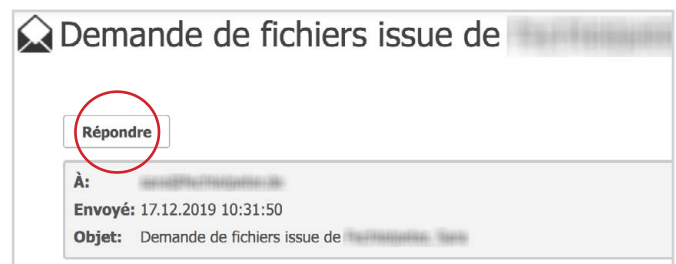 Demande de fichiers issue de
Répondre
À:
Envoyé: 17.12.2019 10:31:50
Objet: Demande de fichiers issue de